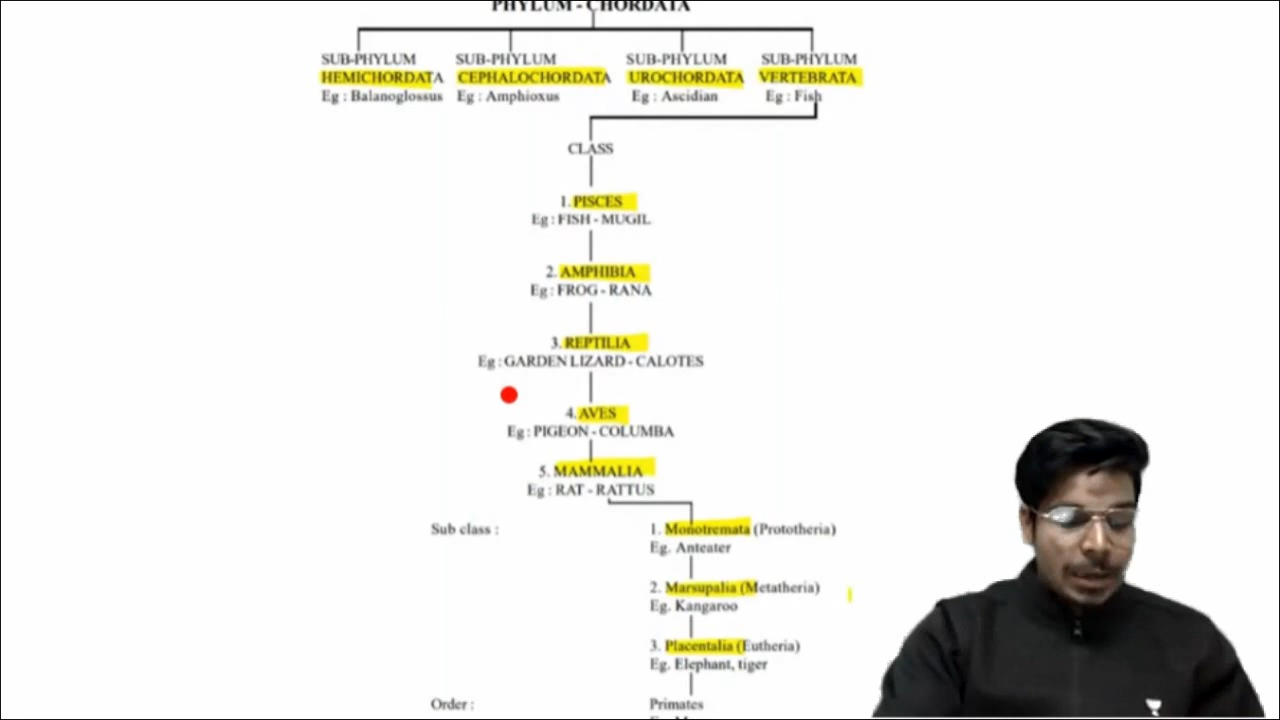 PHYLUM - CHORDATA
SUB-PHYLUM SUB-PHYLUM SUB-PHYLUM SUB-PHYLUM
HEMICHORDATA CEPHALOCHORDATA UROCHORDATA VERTEBRATA
Eg : Balanoglossus Eg : Amphioxus Eg : Ascidian Eg : Fish
CLASS
1. PISCES
Eg : FISH - MUGIL
2. AMPHIBIA
Eg : FROG - RANA
3. REPTILIA
Eg : GARDEN LIZARD - CALOTES
4. AVES
Eg : PIGEON - COLUMBA
5. MAMMALIA
Eg : RAT - RATTUS
Sub class : 1. Monotremata (Prototheria)
Eg. Anteater
2. Marsupalia (Metatheria)
Eg. Kangaroo
3. Placentalia (Eutheria)
Eg. Elephant, tiger
Order : Primates